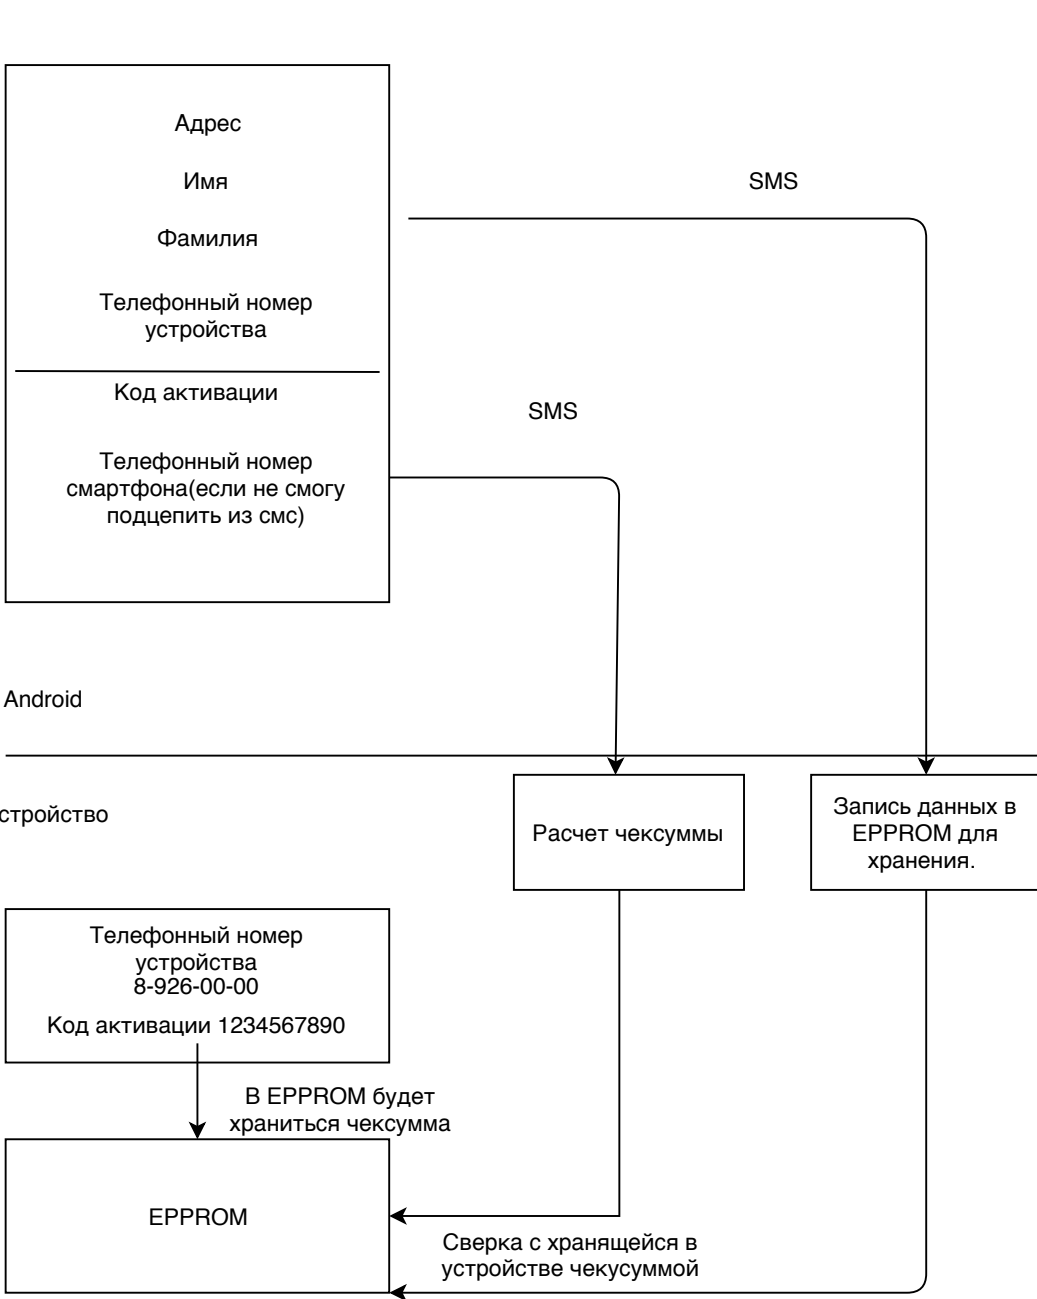 Адрес
Имя
SMS
Фамилия
Телефонный номер
устройства
Код активации
SMS
Телефонный номер
смартфона(если не смогу
подцепить из смс)
Android
стройство
Расчет чексуммы
Запись данных в
EPPROM для
хранения.
Телефонный номер
устройства
8-926-00-00
Код активации 1234567890
В EPPROM будет
храниться чексумма
EPPROM
Сверка с хранящейся в
устройстве чекусуммой